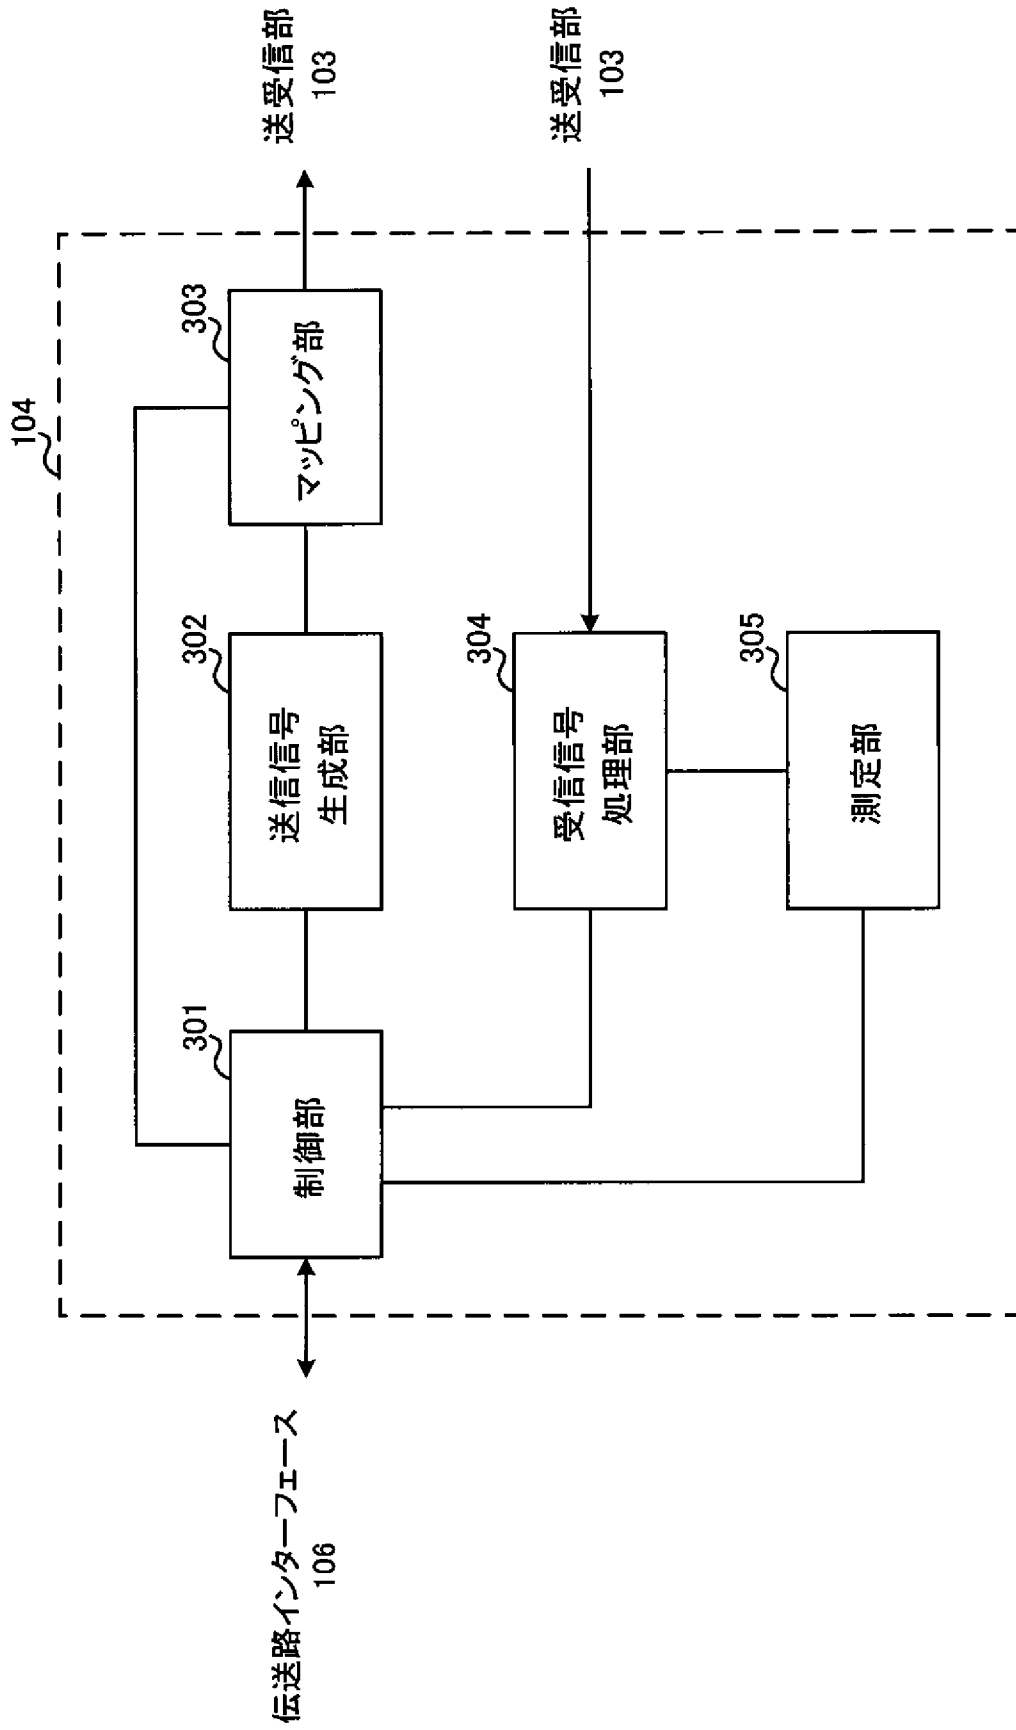 104
伝送路インターフェース
106
301
制御部
302
送信信号
生成部
303
マッピング部
送受信部
103
304
受信信号
処理部
送受信部
103
305
測定部